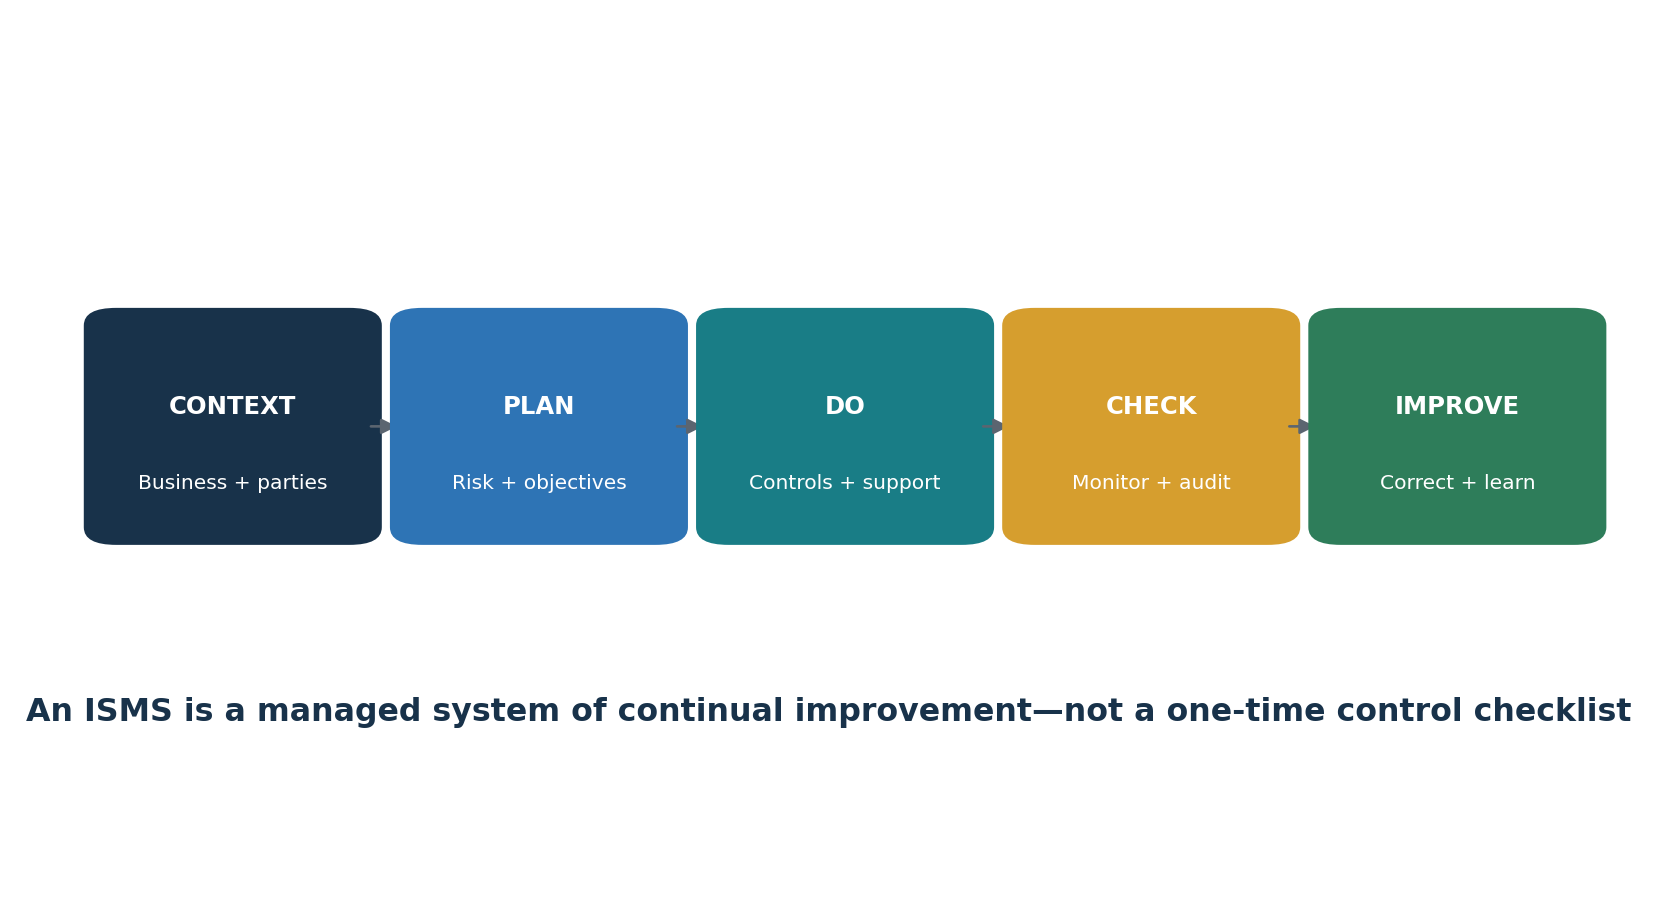 CONTEXT
Business + parties
PLAN
Risk + objectives
DO
Controls + support
CHECK
Monitor + audit
IMPROVE
Correct + learn
An ISMS is a managed system of continual improvement—not a one-time control checklist